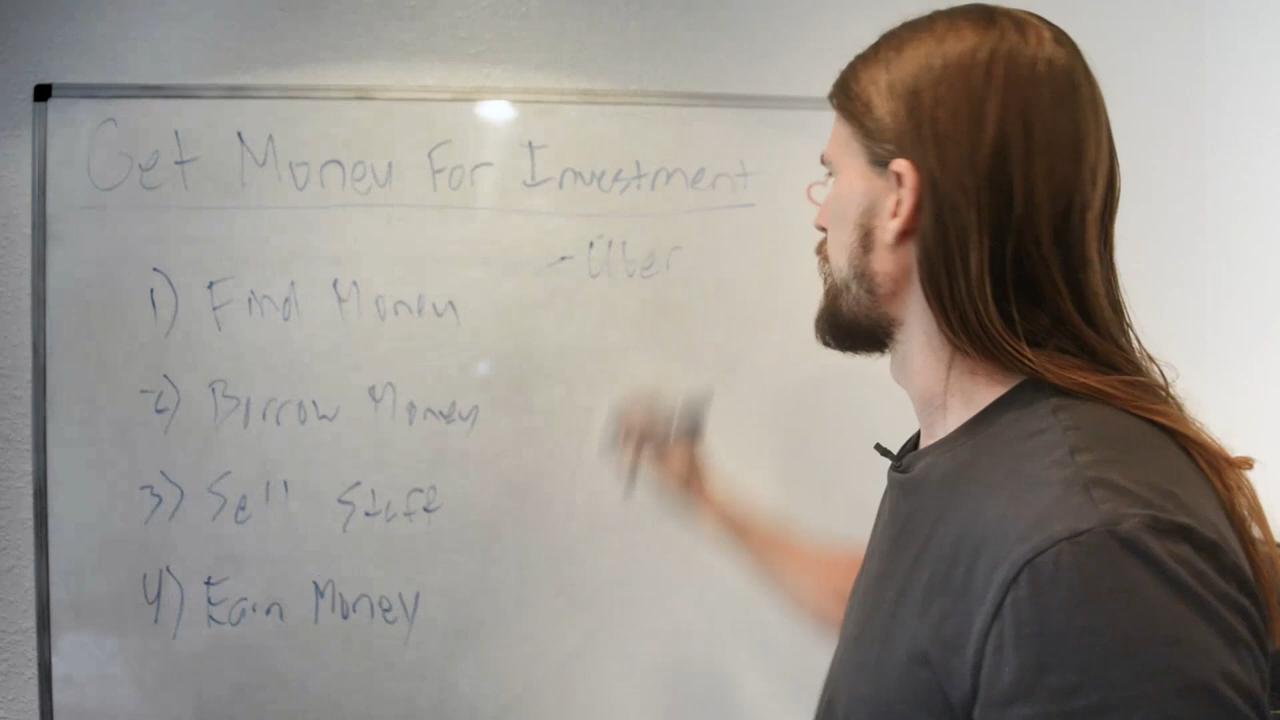 Get Money For Investment
- Uber
1) Find Money
2) Borrow Money
3) Sell Stuff
4) Earn Money